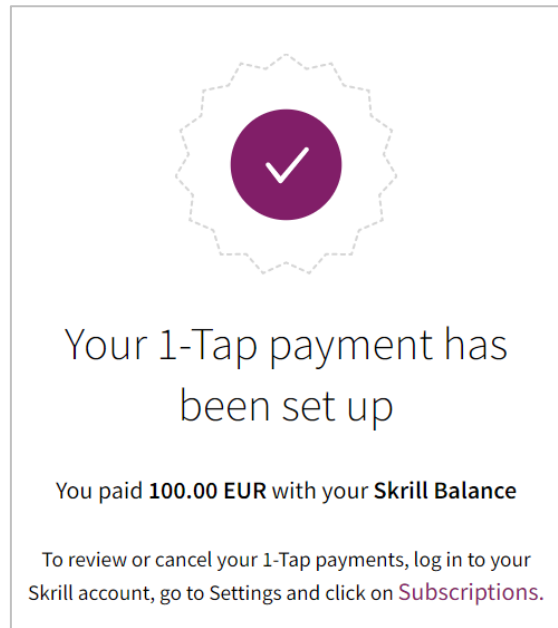 Your 1-Tap payment has
been set up
You paid 100.00 EUR with your Skrill Balance
To review or cancel your 1-Tap payments, log in to your
Skrill account, go to Settings and click on Subscriptions.